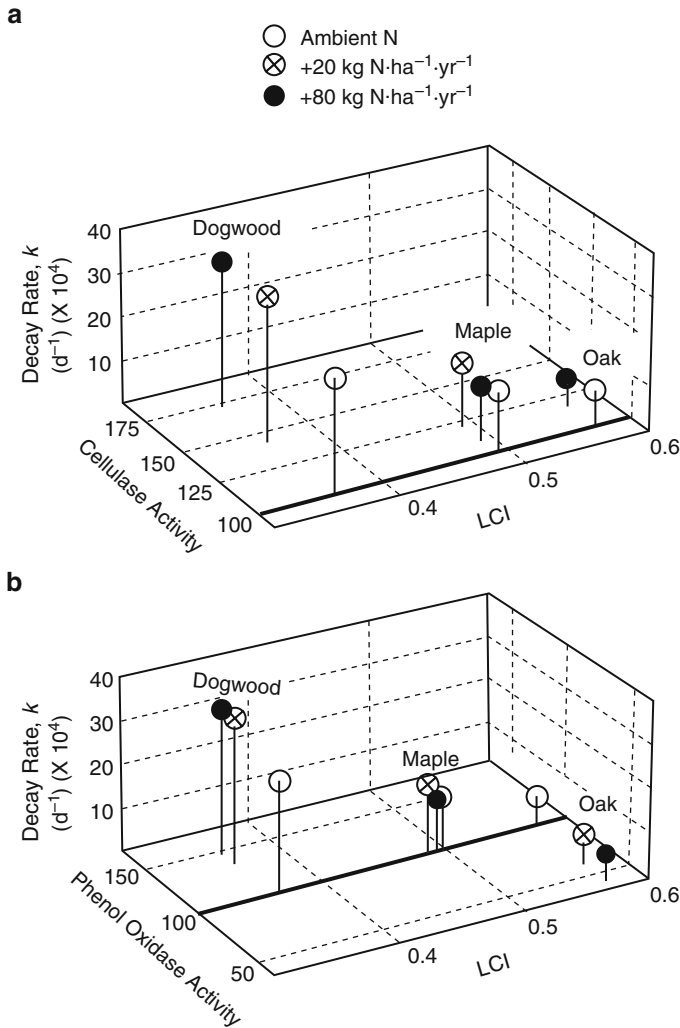 a
Ambient N
+20 kg N·ha⁻¹·yr⁻¹
+80 kg N·ha⁻¹·yr⁻¹
Decay Rate, k
(d⁻¹) (X 10⁴)
40
30
20
10
Dogwood
Maple
Oak
175
150
125
100
Cellulase Activity
0.4
0.5
0.6
LCI
b
Decay Rate, k
(d⁻¹) (X 10⁴)
40
30
20
10
Dogwood
Maple
Oak
150
100
50
Phenol Oxidase Activity
0.4
0.5
0.6
LCI